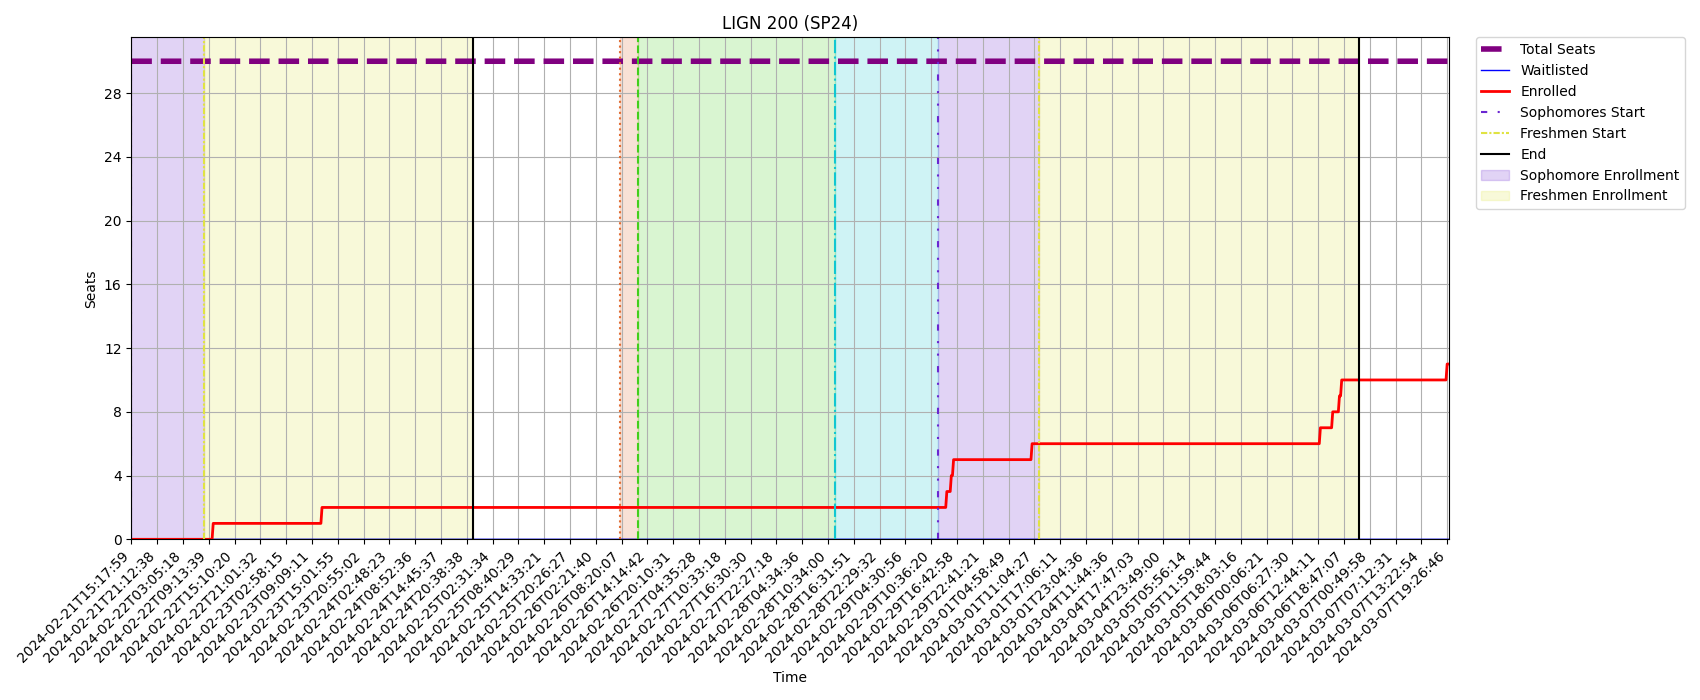 LIGN 200 (SP24)
Total Seats
Waitlisted
Enrolled
Sophomores Start
Freshmen Start
End
Sophomore Enrollment
Freshmen Enrollment
Seats
28
24
20
16
12
8
4
0
2024-02-21T15:17:59
2024-02-21T21:12:38
2024-02-22T03:05:18
2024-02-22T09:13:39
2024-02-22T15:10:20
2024-02-22T21:01:32
2024-02-23T02:58:15
2024-02-23T09:09:11
2024-02-23T15:01:55
2024-02-23T20:55:02
2024-02-24T02:48:23
2024-02-24T08:52:36
2024-02-24T14:45:37
2024-02-24T20:38:38
2024-02-25T02:31:34
2024-02-25T08:40:29
2024-02-25T14:33:21
2024-02-25T20:26:27
2024-02-26T02:21:40
2024-02-26T08:20:07
2024-02-26T14:14:42
2024-02-26T20:10:31
2024-02-27T04:35:28
2024-02-27T10:33:18
2024-02-27T16:30:30
2024-02-27T22:27:18
2024-02-28T04:34:36
2024-02-28T10:34:00
2024-02-28T16:31:51
2024-02-28T22:29:32
2024-02-29T04:30:56
2024-02-29T10:36:20
2024-02-29T16:42:58
2024-02-29T22:41:21
2024-03-01T04:58:49
2024-03-01T11:04:27
2024-03-01T17:06:11
2024-03-01T23:04:36
2024-03-04T11:44:36
2024-03-04T17:47:03
2024-03-04T23:49:00
2024-03-05T05:56:14
2024-03-05T11:59:44
2024-03-05T18:03:16
2024-03-06T00:06:21
2024-03-06T06:27:30
2024-03-06T12:44:11
2024-03-06T18:47:07
2024-03-07T00:49:58
2024-03-07T07:12:31
2024-03-07T13:22:54
2024-03-07T19:26:46
Time